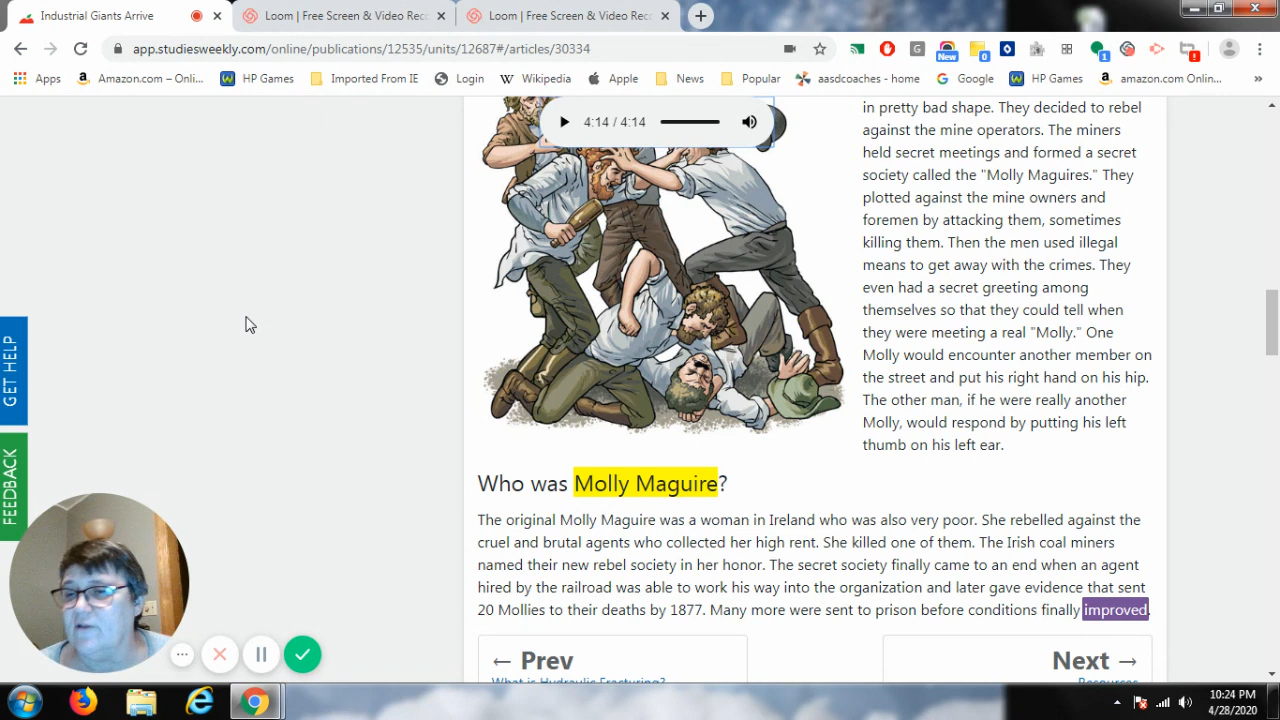 Industrial Giants Arrive
Loom | Free Screen & Video Rec
Loom | Free Screen & Video Rec
app.studiesweekly.com/online/publications/12535/units/12687#/articles/30334
New
0
1
Apps
Amazon.com – Onli...
HP Games
Imported From IE
Login
Wikipedia
Apple
News
Popular
aasdcoaches - home
Google
HP Games
amazon.com - Onlin...
»
4:14 / 4:14
in pretty bad shape. They decided to rebel
against the mine operators. The miners
held secret meetings and formed a secret
society called the "Molly Maguires." They
plotted against the mine owners and
foremen by attacking them, sometimes
killing them. Then the men used illegal
means to get away with the crimes. They
even had a secret greeting among
themselves so that they could tell when
they were meeting a real "Molly." One
Molly would encounter another member on
the street and put his right hand on his hip.
The other man, if he were really another
Molly, would respond by putting his left
thumb on his left ear.
GET HELP
FEEDBACK
Who was Molly Maguire?
The original Molly Maguire was a woman in Ireland who was also very poor. She rebelled against the
cruel and brutal agents who collected her high rent. She killed one of them. The Irish coal miners
named their new rebel society in her honor. The secret society finally came to an end when an agent
hired by the railroad was able to work his way into the organization and later gave evidence that sent
20 Mollies to their deaths by 1877. Many more were sent to prison before conditions finally improved.
← Prev
What is Hydraulic Fracturing?
Next →
Resources
10:24 PM
4/28/2020